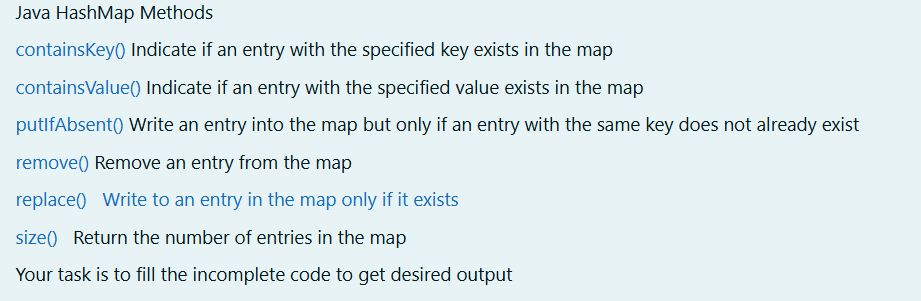 Java HashMap Methods
containsKey() Indicate if an entry with the specified key exists in the map
containsValue() Indicate if an entry with the specified value exists in the map
putIfAbsent() Write an entry into the map but only if an entry with the same key does not already exist
remove() Remove an entry from the map
replace() Write to an entry in the map only if it exists
size() Return the number of entries in the map
Your task is to fill the incomplete code to get desired output